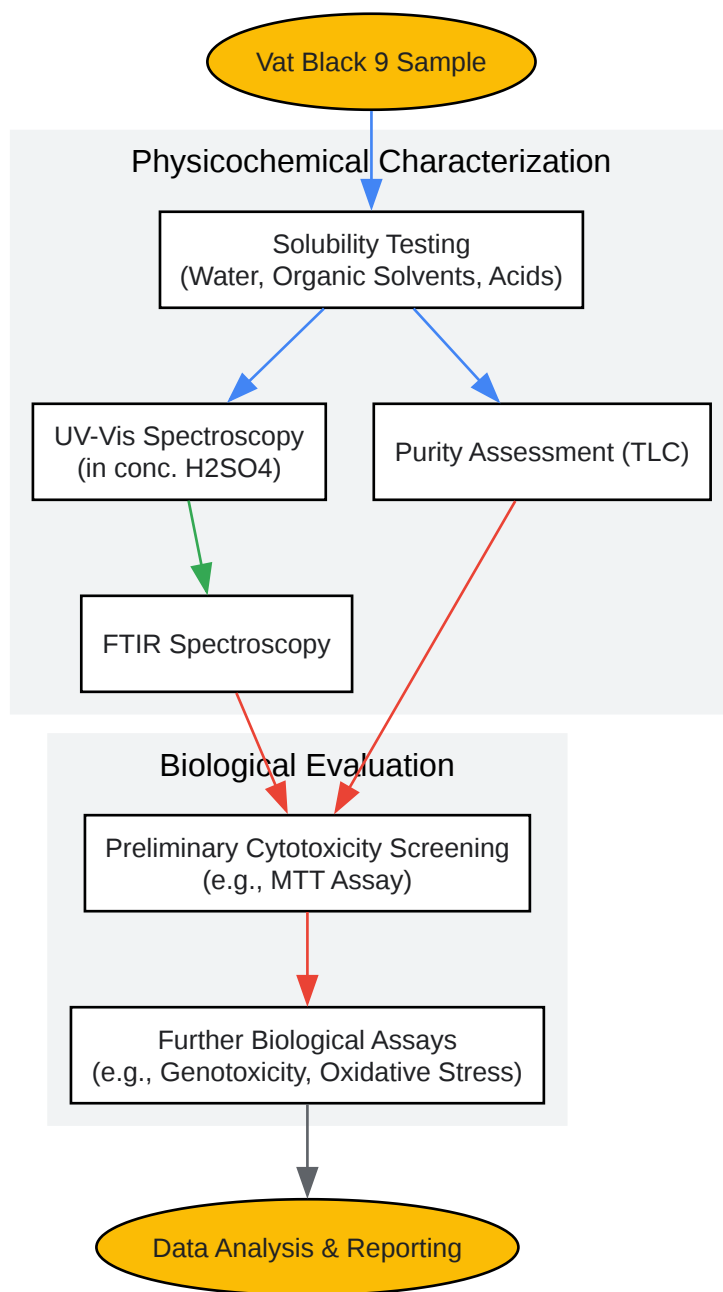 Vat Black 9 Sample
Physicochemical Characterization
Solubility Testing
(Water, Organic Solvents, Acids)
UV-Vis Spectroscopy
(in conc. H2SO4)
Purity Assessment (TLC)
FTIR Spectroscopy
Biological Evaluation
Preliminary Cytotoxicity Screening
(e.g., MTT Assay)
Further Biological Assays
(e.g., Genotoxicity, Oxidative Stress)
Data Analysis & Reporting